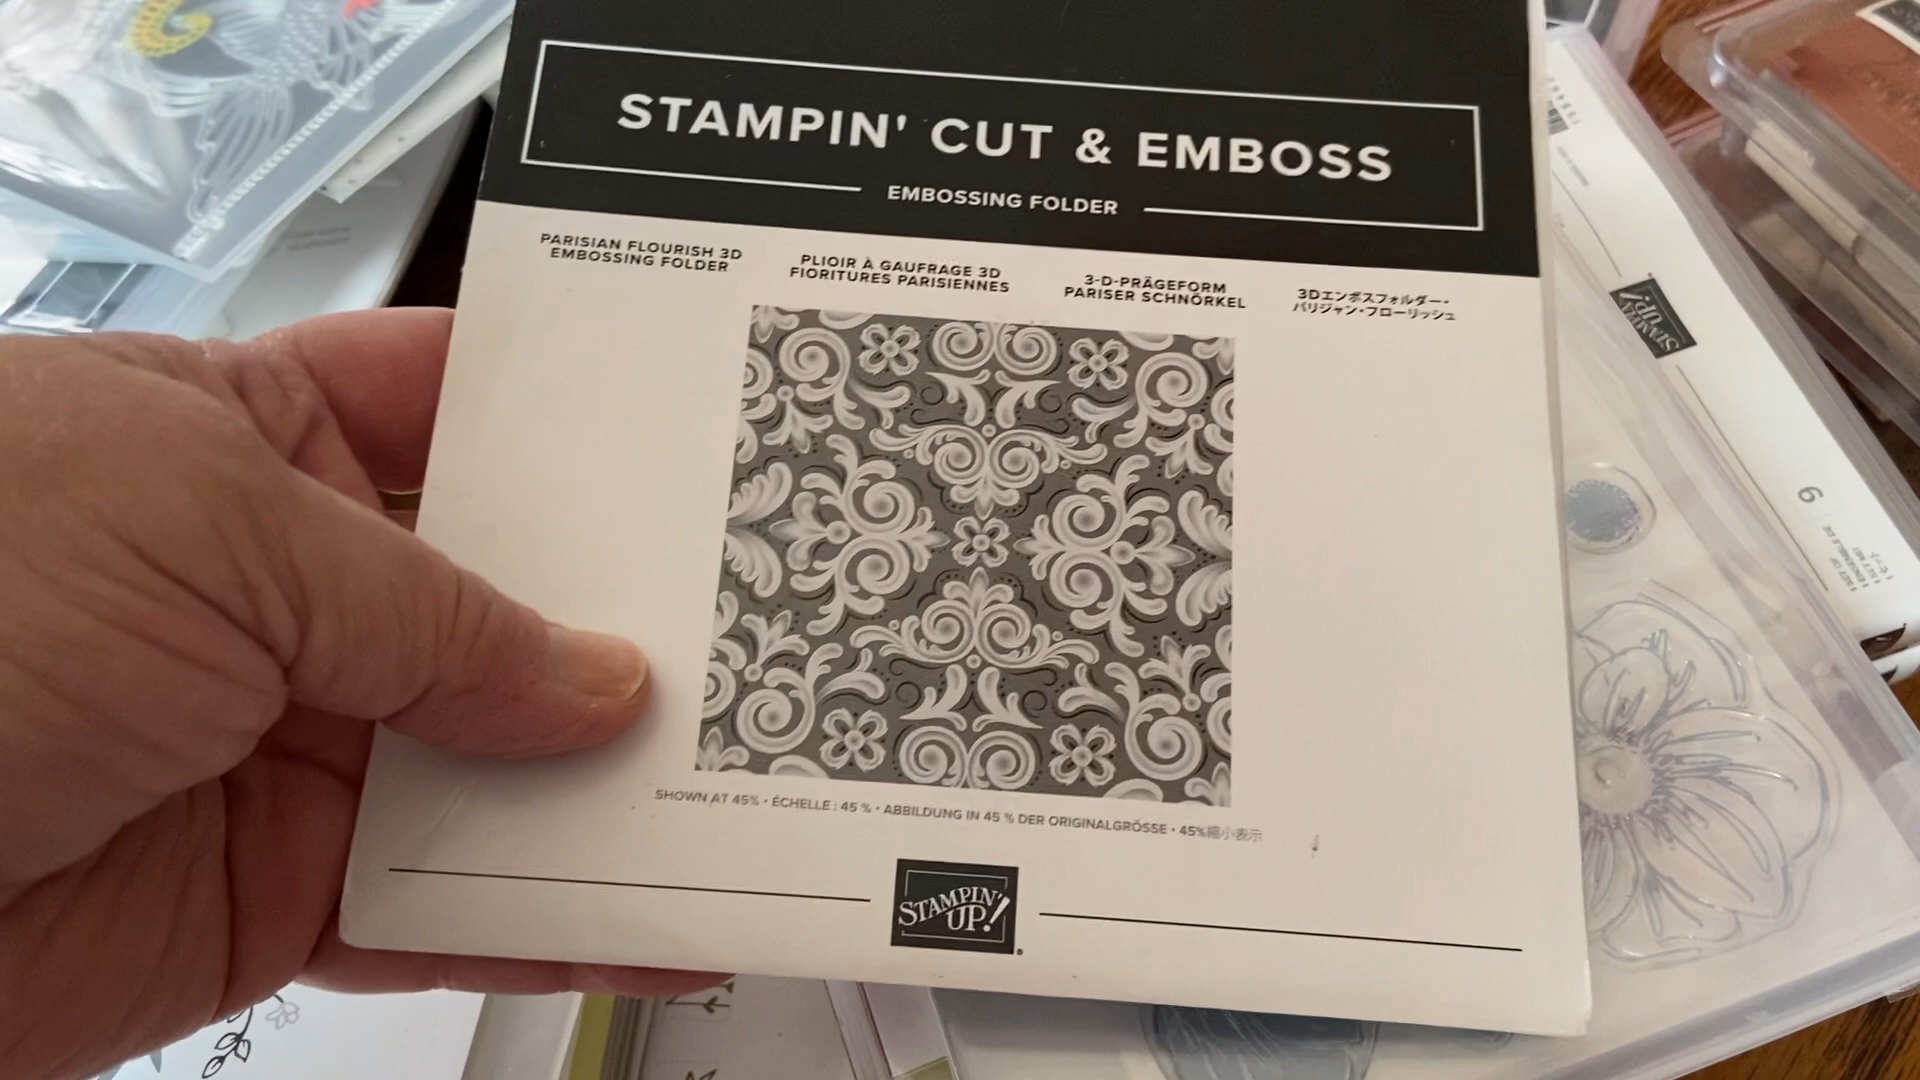 STAMPIN' CUT & EMBOSS
EMBOSSING FOLDER
PARISIAN FLOURISH 3D
EMBOSSING FOLDER
PLIOIR À GAUFRAGE 3D
FIORITURES PARISIENNES
3-D-PRÄGEFORM
PARISER SCHNÖRKEL
3Dエンボスフォルダー・
パリジャン・フローリッシュ
SHOWN AT 45% • ÉCHELLE : 45 % • ABBILDUNG IN 45 % DER ORIGINALGRÖSSE • 45%縮小表示
STAMPIN'
UP!
STAMPIN'
UP!
6